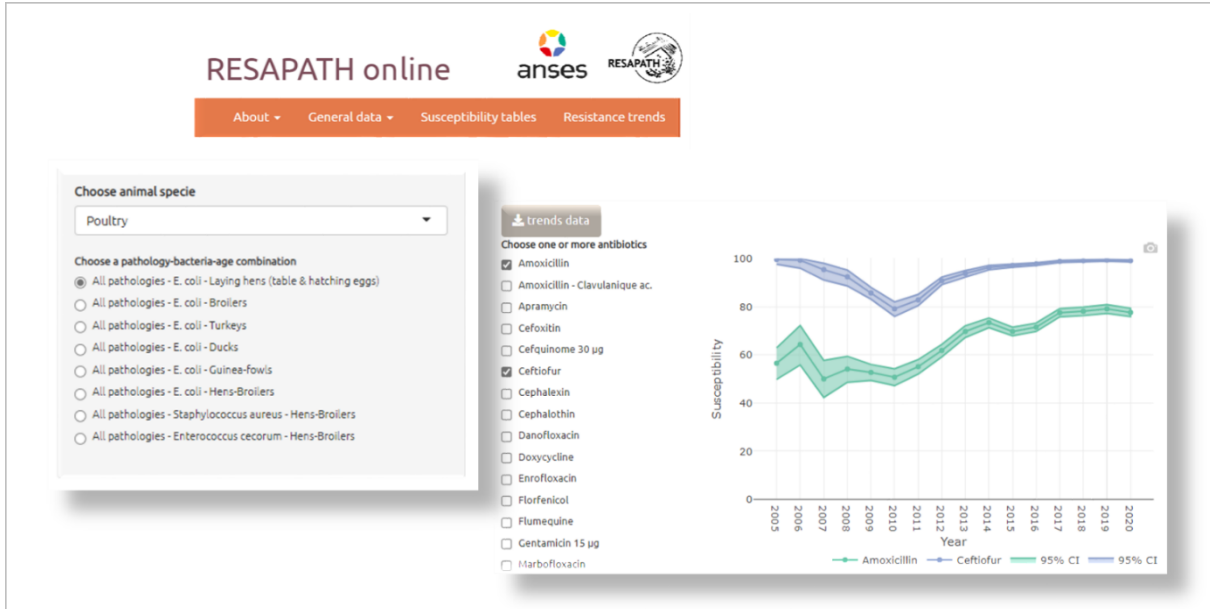 RESAPATH online
anses
RESAPATH
About
General data
Susceptibility tables
Resistance trends
Choose animal specie
Poultry
Choose a pathology-bacteria-age combination
All pathologies - E. coli - Laying hens (table & hatching eggs)
All pathologies - E. coli - Broilers
All pathologies - E. coli - Turkeys
All pathologies - E. coli - Ducks
All pathologies - E. coli - Guinea-fowls
All pathologies - E. coli - Hens-Broilers
All pathologies - Staphylococcus aureus - Hens-Broilers
All pathologies - Enterococcus cecorum - Hens-Broilers
trends data
Choose one or more antibiotics
Amoxicillin
Amoxicillin - Clavulanique ac.
Apramycin
Cefoxitin
Cefquinome 30 µg
Ceftiofur
Cephalexin
Cephalothin
Danofloxacin
Doxycycline
Enrofloxacin
Florfenicol
Flumequine
Gentamicin 15 µg
Marbofloxacin
Susceptibility
100
80
60
40
20
0
2005
2006
2007
2008
2009
2010
2011
2012
2013
2014
2015
2016
2017
2018
2019
2020
Year
Amoxicillin
Ceftiofur
95% CI
95% CI